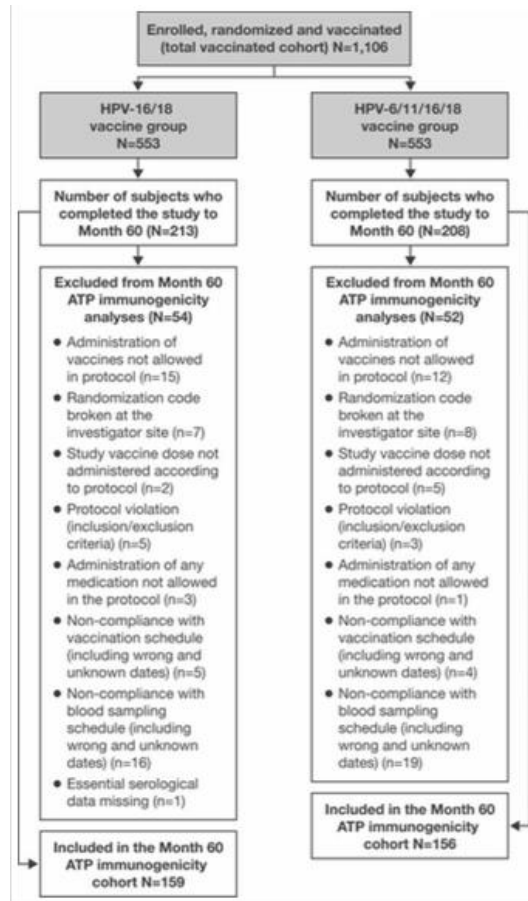 Enrolled, randomized and vaccinated
(total vaccinated cohort) N=1,106
HPV-16/18
vaccine group
N=553
Number of subjects who
completed the study to
Month 60 (N=213)
Excluded from Month 60
ATP immunogenicity
analyses (N=54)
• Administration of
vaccines not allowed
in protocol (n=15)
• Randomization code
broken at the
investigator site (n=7)
• Study vaccine dose not
administered according
to protocol (n=2)
• Protocol violation
(inclusion/exclusion
criteria) (n=5)
• Administration of any
medication not allowed
in the protocol (n=3)
• Non-compliance with
vaccination schedule
(including wrong and
unknown dates) (n=5)
• Non-compliance with
blood sampling
schedule (including
wrong and unknown
dates) (n=16)
• Essential serological
data missing (n=1)
Included in the Month 60
ATP immunogenicity
cohort N=159
HPV-6/11/16/18
vaccine group
N=553
Number of subjects who
completed the study to
Month 60 (N=208)
Excluded from Month 60
ATP immunogenicity
analyses (N=52)
• Administration of
vaccines not allowed
in protocol (n=12)
• Randomization code
broken at the
investigator site (n=8)
• Study vaccine dose not
administered according
to protocol (n=5)
• Protocol violation
(inclusion/exclusion
criteria) (n=3)
• Administration of any
medication not allowed
in the protocol (n=1)
• Non-compliance with
vaccination schedule
(including wrong and
unknown dates) (n=4)
• Non-compliance with
blood sampling
schedule (including
wrong and unknown
dates) (n=19)
Included in the Month 60
ATP immunogenicity
cohort N=156